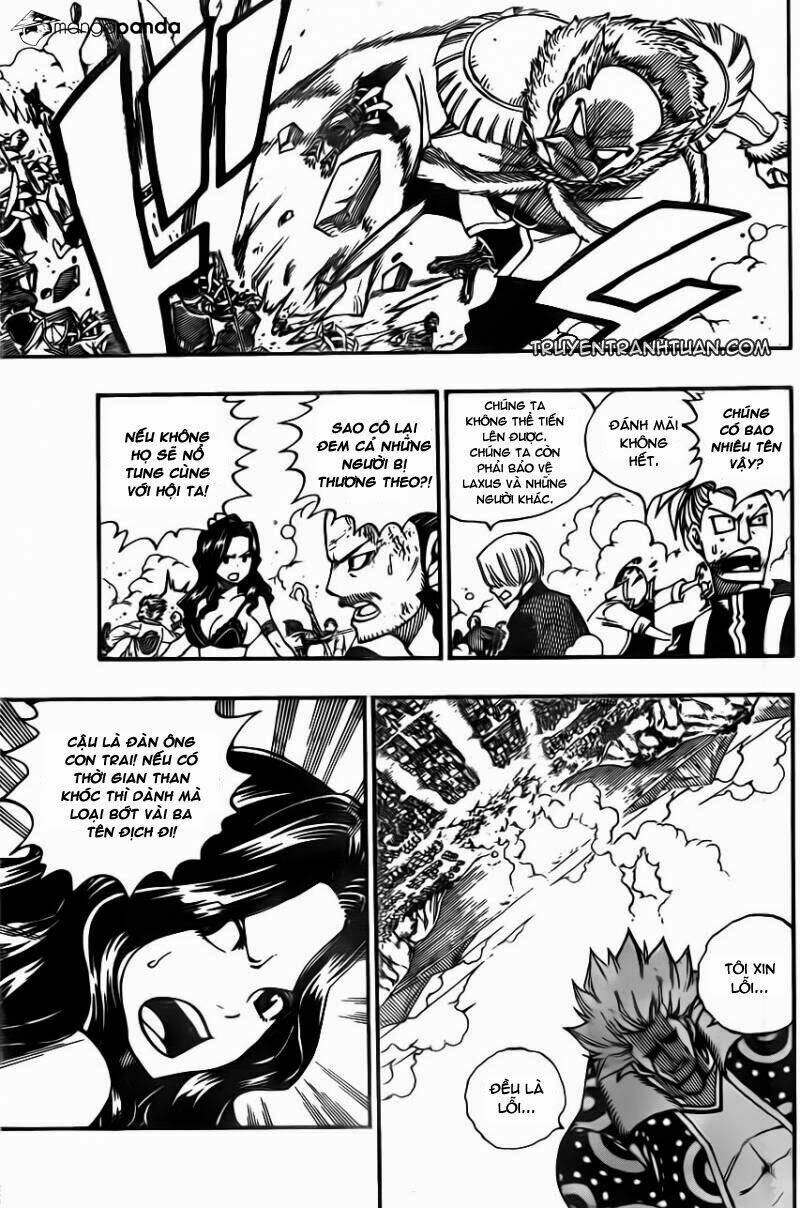 mangapanda
TRUYENTRANHTUAN.COM
CHÚNG
CÓ BAO
NHIÊU TÊN
VẬY?
ĐÁNH MÃI
KHÔNG
HẾT.
CHÚNG TA
KHÔNG THỂ TIẾN
LÊN ĐƯỢC.
CHÚNG TA CÒN
PHẢI BẢO VỆ
LAXUS VÀ NHỮNG
NGƯỜI KHÁC.
SAO CÔ LẠI
ĐEM CẢ NHỮNG
NGƯỜI BỊ
THƯƠNG THEO?!
NẾU KHÔNG
HỌ SẼ NỔ
TUNG CÙNG
VỚI HỘI TA!
TÔI XIN
LỖI...
ĐỀU LÀ
LỖI...
CẬU LÀ ĐÀN ÔNG
CON TRAI! NẾU CÓ
THỜI GIAN THAN
KHÓC THÌ DÀNH MÀ
LOẠI BỚT VÀI BA
TÊN ĐỊCH ĐI!